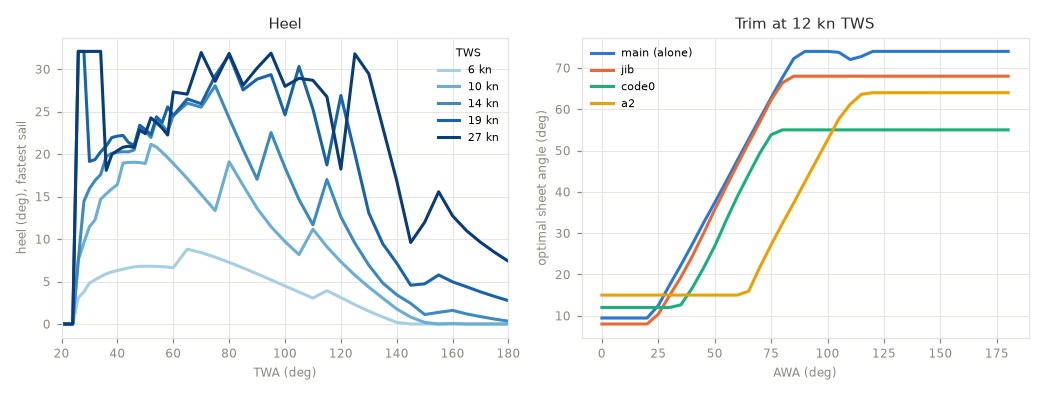 Heel
heel (deg), fastest sail
30
25
20
15
10
5
0
20 40 60 80 100 120 140 160 180
TWA (deg)
TWS
6 kn
10 kn
14 kn
19 kn
27 kn
Trim at 12 kn TWS
optimal sheet angle (deg)
70
60
50
40
30
20
10
0 25 50 75 100 125 150 175
AWA (deg)
main (alone)
jib
code0
a2